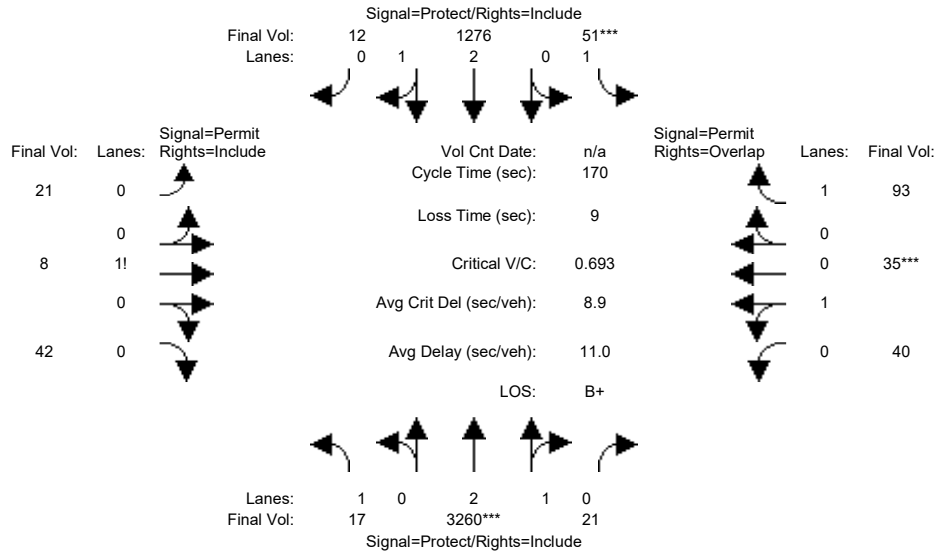 Signal=Protect/Rights=Include
Final Vol: 12 1276 51***
Lanes: 0 1 2 0 1
Signal=Permit Signal=Permit
Final Vol: Lanes: Rights=Include Vol Cnt Date: n/a Rights=Overlap Lanes: Final Vol:
Cycle Time (sec): 170
21 0 1 93
Loss Time (sec): 9
0 0
8 1! Critical V/C: 0.693 0 35***
0 Avg Crit Del (sec/veh): 8.9 1
42 0 Avg Delay (sec/veh): 11.0 0 40
LOS: B+
Lanes: 1 0 2 1 0
Final Vol: 17 3260*** 21
Signal=Protect/Rights=Include